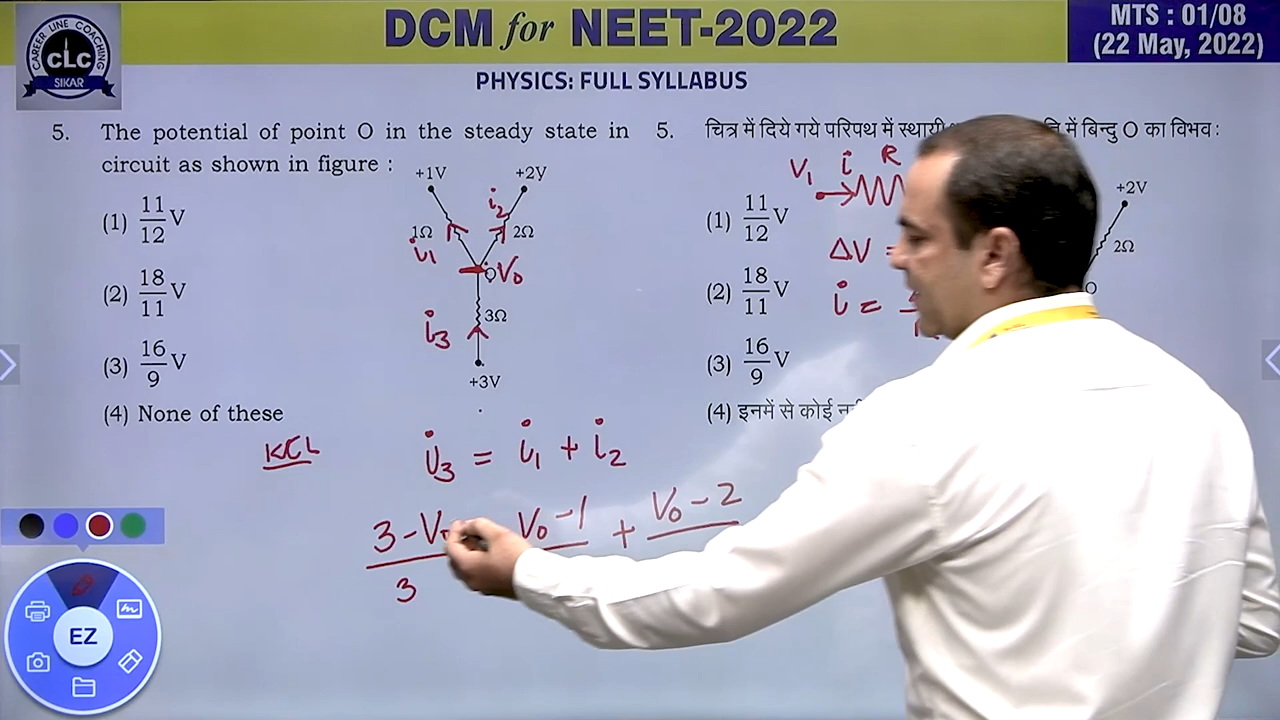 CAREER LINE COACHING
CLC
SIKAR
DCM for NEET-2022
MTS : 01/08
(22 May, 2022)
PHYSICS: FULL SYLLABUS
5. The potential of point O in the steady state in
circuit as shown in figure :
(1) 11/12 V
(2) 18/11 V
(3) 16/9 V
(4) None of these
+1V
+2V
i₂
1Ω
2Ω
i₁
O V₀
3Ω
i₃
+3V
KCL
i₃ = i₁ + i₂
3-V₀ V₀-1 + V₀-2
3
5. चित्र में दिये गये परिपथ में स्थायी में बिन्दु O का विभव :
V₁ i R
+2V
(1) 11/12 V
2Ω
ΔV =
(2) 18/11 V
O
i =
(3) 16/9 V
(4) इनमें से कोई
EZ